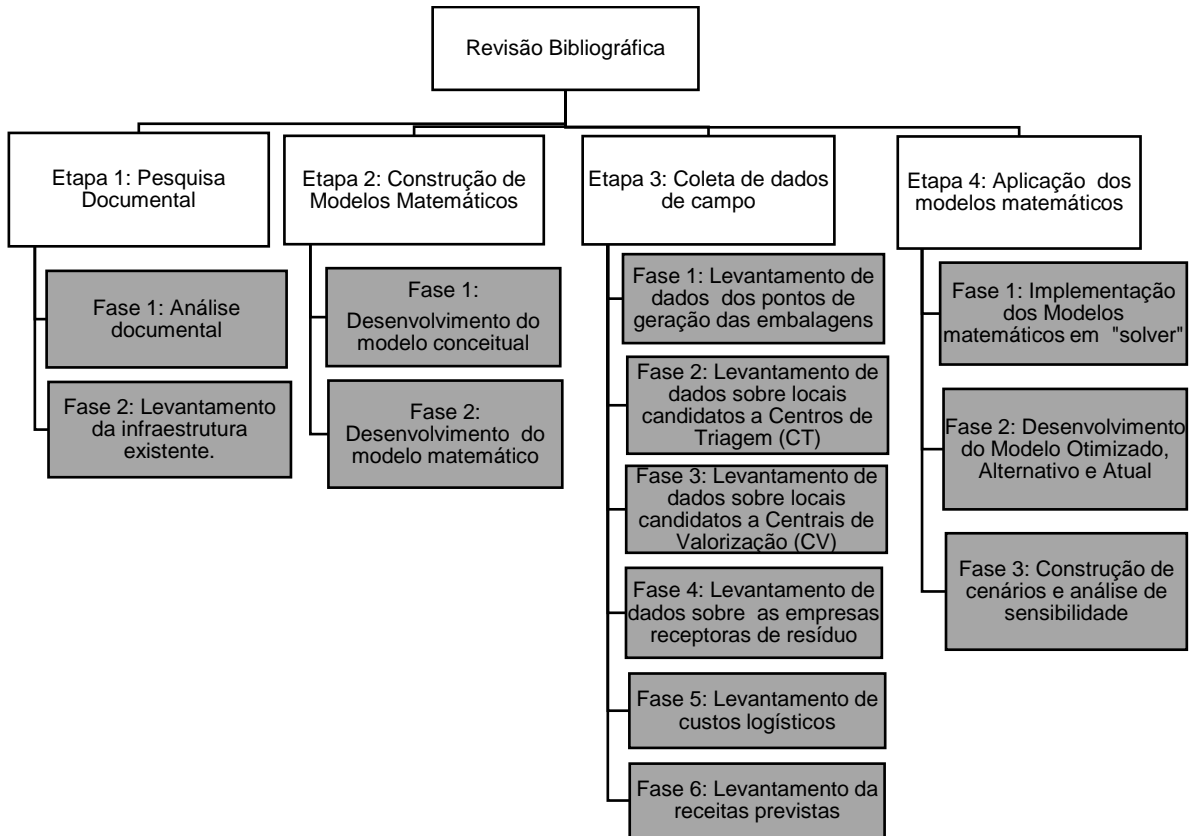 Revisão Bibliográfica
Etapa 1: Pesquisa
Documental
Fase 1: Análise
documental
Fase 2: Levantamento
da infraestrutura
existente.
Etapa 2: Construção de
Modelos Matemáticos
Fase 1:
Desenvolvimento do
modelo conceitual
Fase 2:
Desenvolvimento do
modelo matemático
Etapa 3: Coleta de dados
de campo
Fase 1: Levantamento de
dados dos pontos de
geração das embalagens
Fase 2: Levantamento de
dados sobre locais
candidatos a Centros de
Triagem (CT)
Fase 3: Levantamento de
dados sobre locais
candidatos a Centrais de
Valorização (CV)
Fase 4: Levantamento de
dados sobre as empresas
receptoras de resíduo
Fase 5: Levantamento de
custos logísticos
Fase 6: Levantamento da
receitas previstas
Etapa 4: Aplicação dos
modelos matemáticos
Fase 1: Implementação
dos Modelos
matemáticos em "solver"
Fase 2: Desenvolvimento
do Modelo Otimizado,
Alternativo e Atual
Fase 3: Construção de
cenários e análise de
sensibilidade